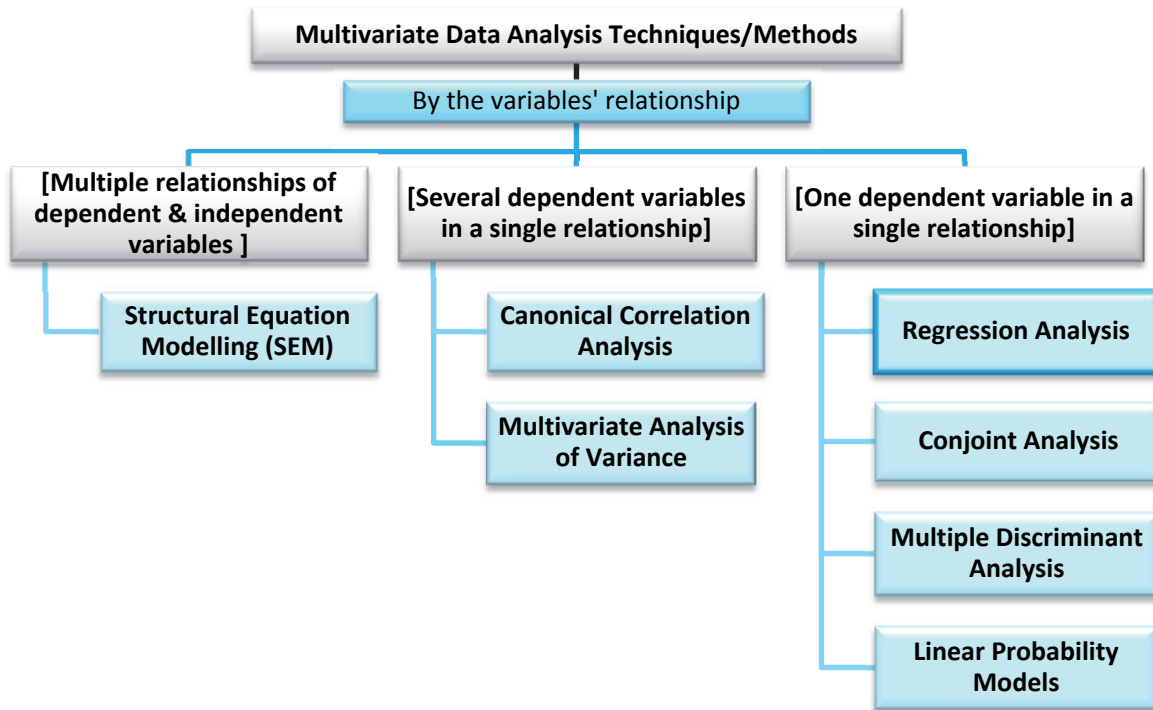 Multivariate Data Analysis Techniques/Methods
By the variables' relationship
[Multiple relationships of
dependent & independent
variables ]
Structural Equation
Modelling (SEM)
[Several dependent variables
in a single relationship]
Canonical Correlation
Analysis
Multivariate Analysis
of Variance
[One dependent variable in a
single relationship]
Regression Analysis
Conjoint Analysis
Multiple Discriminant
Analysis
Linear Probability
Models